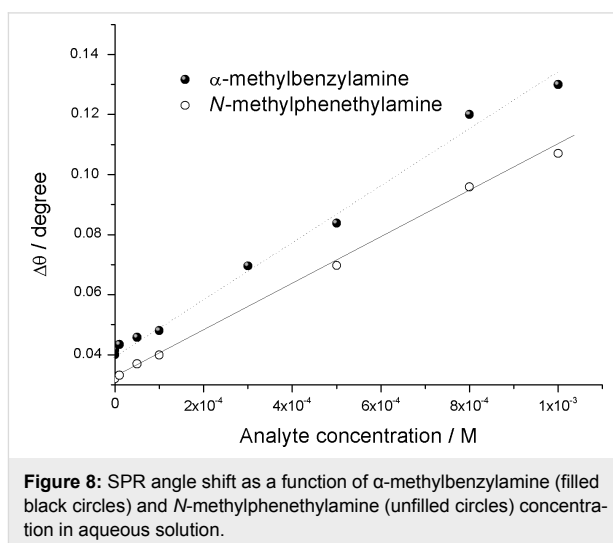 0.14
0.12
0.10
0.08
0.06
0.04
Δθ / degree
α-methylbenzylamine
N-methylphenethylamine
0 2x10⁻⁴ 4x10⁻⁴ 6x10⁻⁴ 8x10⁻⁴ 1x10⁻³
Analyte concentration / M
Figure 8: SPR angle shift as a function of α-methylbenzylamine (filled
black circles) and N-methylphenethylamine (unfilled circles) concentra-
tion in aqueous solution.